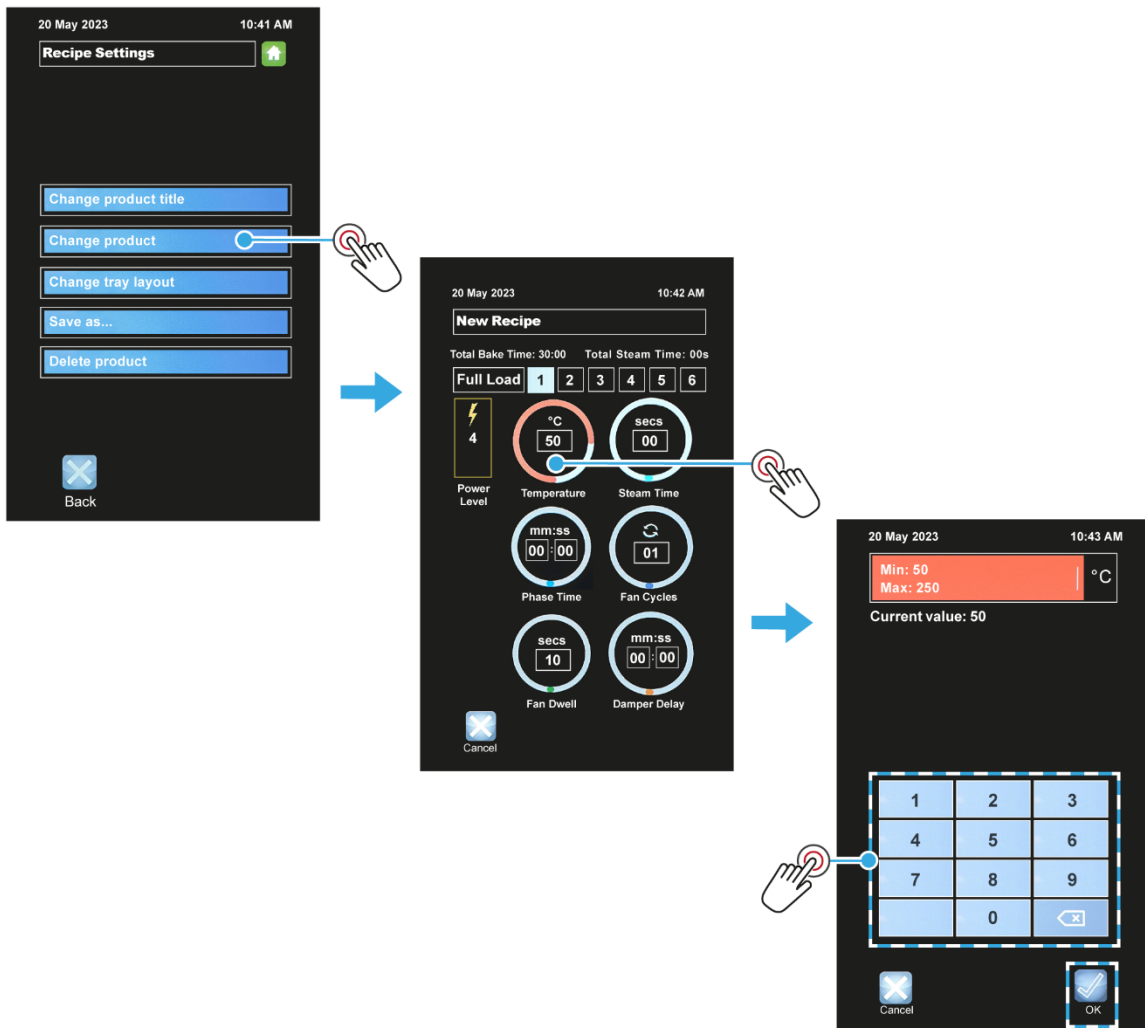 20 May 2023 10:41 AM
Recipe Settings
Change product title
Change product
Change tray layout
Save as...
Delete product
Back
20 May 2023 10:42 AM
New Recipe
Total Bake Time: 30:00 Total Steam Time: 00s
Full Load 1 2 3 4 5 6
4
Power
Level
°C
50
Temperature
secs
00
Steam Time
mm:ss
00:00
Phase Time
01
Fan Cycles
secs
10
Fan Dwell
mm:ss
00:00
Damper Delay
Cancel
20 May 2023 10:43 AM
Min: 50
Max: 250
°C
Current value: 50
1 2 3
4 5 6
7 8 9
0
Cancel
OK